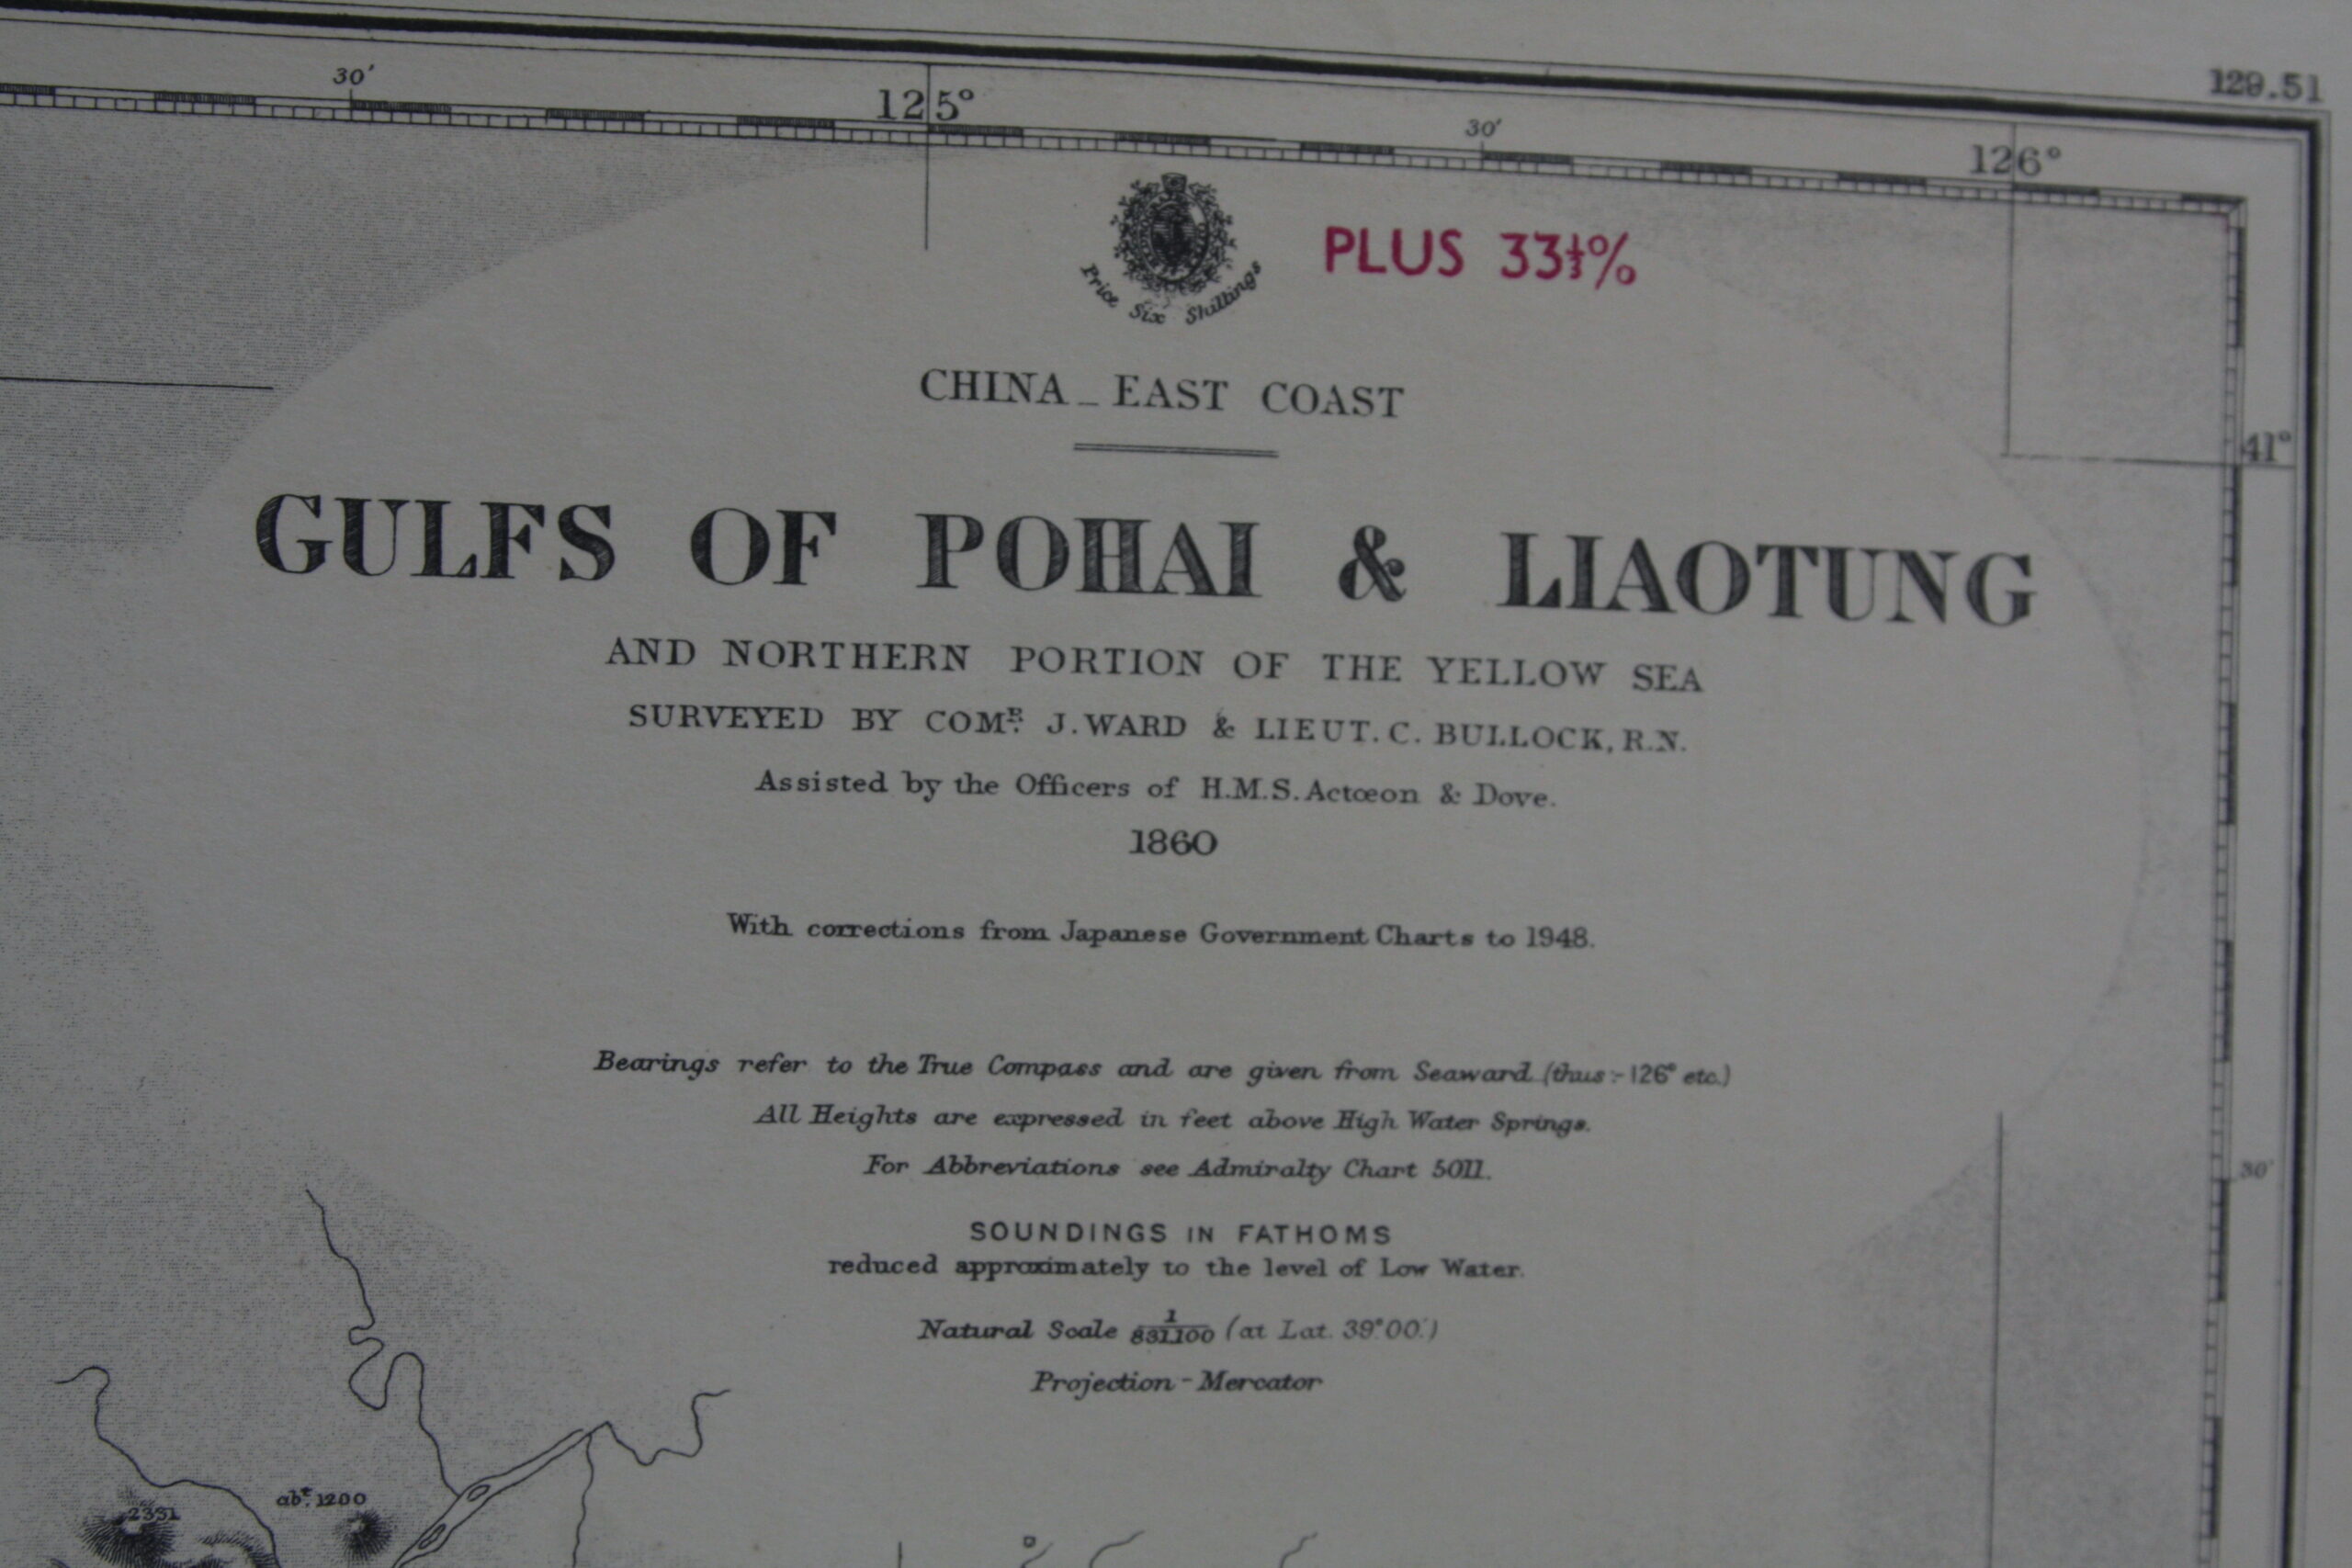 129.51
30′
125°
30′
126°
Price Six Shillings
PLUS 33⅓%
CHINA _ EAST COAST
41°
GULFS OF POHAI & LIAOTUNG
AND NORTHERN PORTION OF THE YELLOW SEA
SURVEYED BY COMᴿ. J. WARD & LIEUT. C. BULLOCK, R.N.
Assisted by the Officers of H.M.S. Actœon & Dove.
1860
With corrections from Japanese Government Charts to 1948.
Bearings refer to the True Compass and are given from Seaward (thus:- 126° etc.)
All Heights are expressed in feet above High Water Springs.
For Abbreviations see Admiralty Chart 5011.
30′
SOUNDINGS IN FATHOMS
reduced approximately to the level of Low Water.
Natural Scale 1/831100 (at Lat. 39°00′.)
Projection - Mercator
abᵗ. 1200
2351